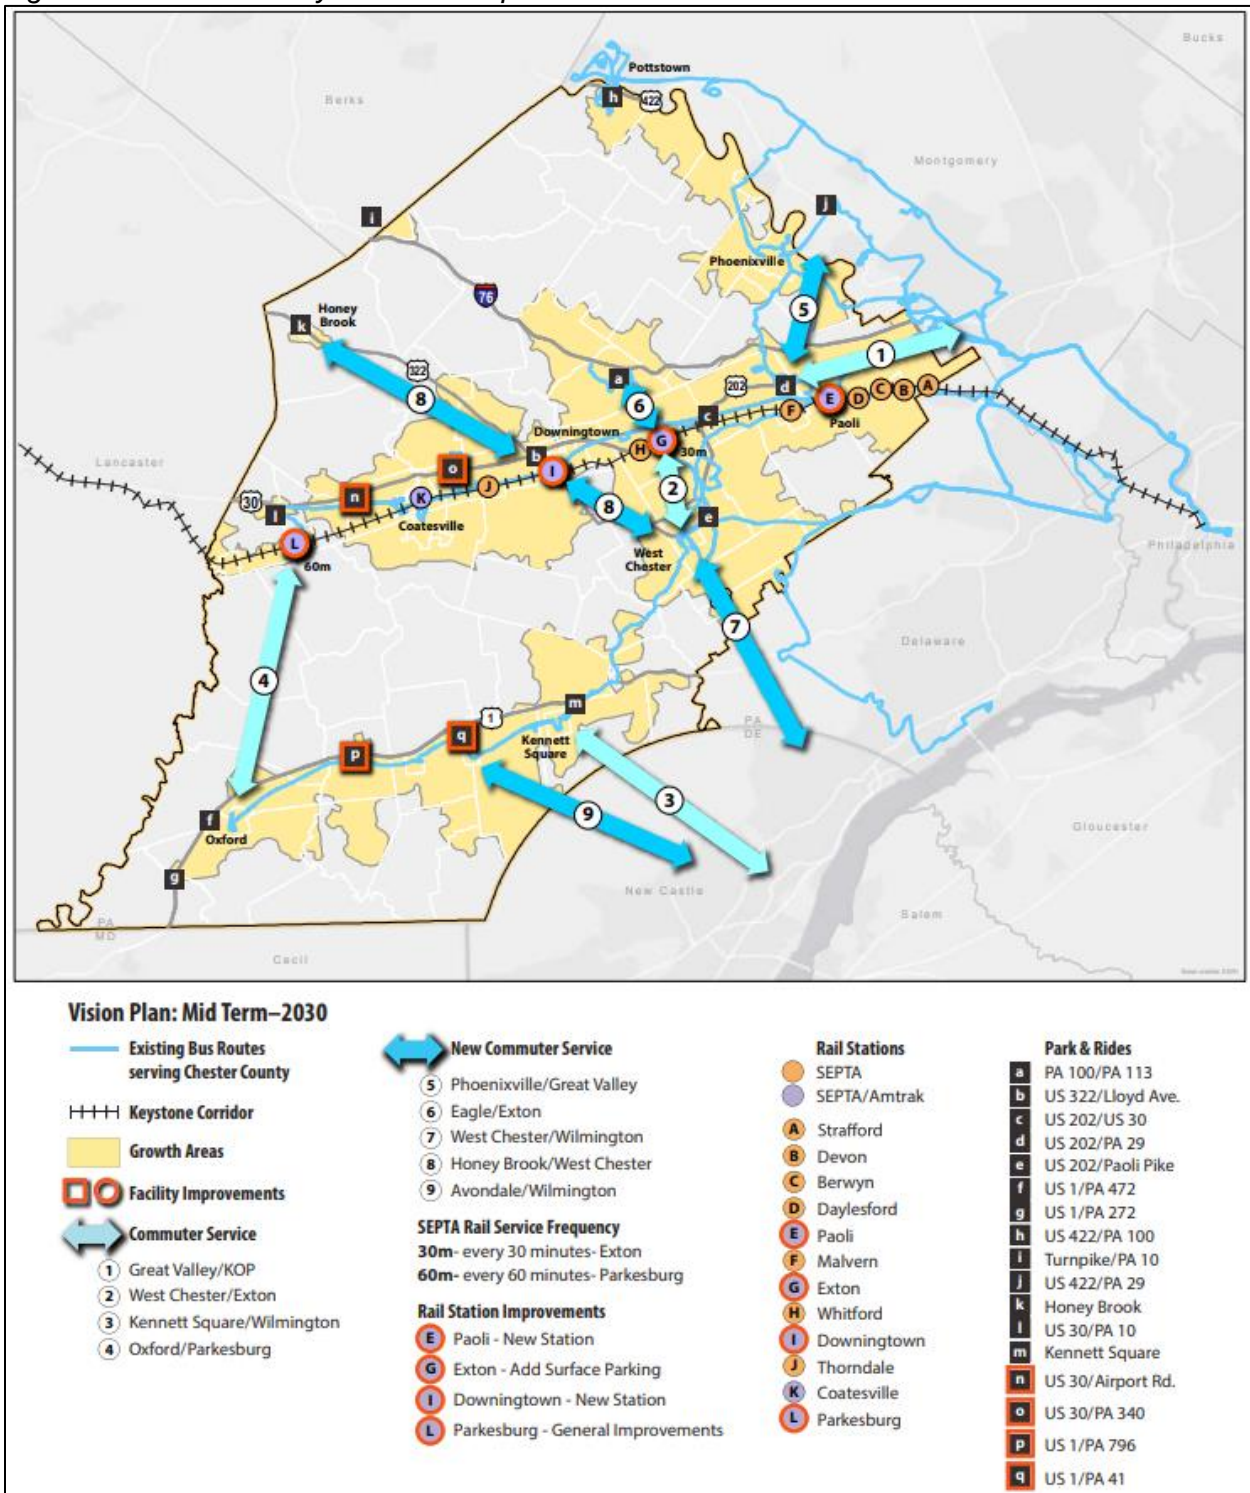 Bucks
Pottstown
h
422
Berks
Montgomery
j
i
Phoenixville
76
5
Honey
Brook
k
1
322
a
202
d
8
6
c
E
D
C
B
A
F
Paoli
Downingtown
G
H
30m
b
Lancaster
o
I
J
2
30
n
K
8
e
l
Coatesville
L
West
Chester
60m
Philadelphia
7
Delaware
4
m
1
q
PA
DE
Kennett
Square
p
3
9
f
Oxford
Gloucester
g
New Castle
Salem
PA
MD
Cecil
Vision Plan: Mid Term–2030
Existing Bus Routes
serving Chester County
Keystone Corridor
Growth Areas
Facility Improvements
Commuter Service
1 Great Valley/KOP
2 West Chester/Exton
3 Kennett Square/Wilmington
4 Oxford/Parkesburg
New Commuter Service
5 Phoenixville/Great Valley
6 Eagle/Exton
7 West Chester/Wilmington
8 Honey Brook/West Chester
9 Avondale/Wilmington
SEPTA Rail Service Frequency
30m- every 30 minutes- Exton
60m- every 60 minutes- Parkesburg
Rail Station Improvements
E Paoli - New Station
G Exton - Add Surface Parking
I Downingtown - New Station
L Parkesburg - General Improvements
Rail Stations
SEPTA
SEPTA/Amtrak
A Strafford
B Devon
C Berwyn
D Daylesford
E Paoli
F Malvern
G Exton
H Whitford
I Downingtown
J Thorndale
K Coatesville
L Parkesburg
Park & Rides
a PA 100/PA 113
b US 322/Lloyd Ave.
c US 202/US 30
d US 202/PA 29
e US 202/Paoli Pike
f US 1/PA 472
g US 1/PA 272
h US 422/PA 100
i Turnpike/PA 10
j US 422/PA 29
k Honey Brook
l US 30/PA 10
m Kennett Square
n US 30/Airport Rd.
o US 30/PA 340
p US 1/PA 796
q US 1/PA 41